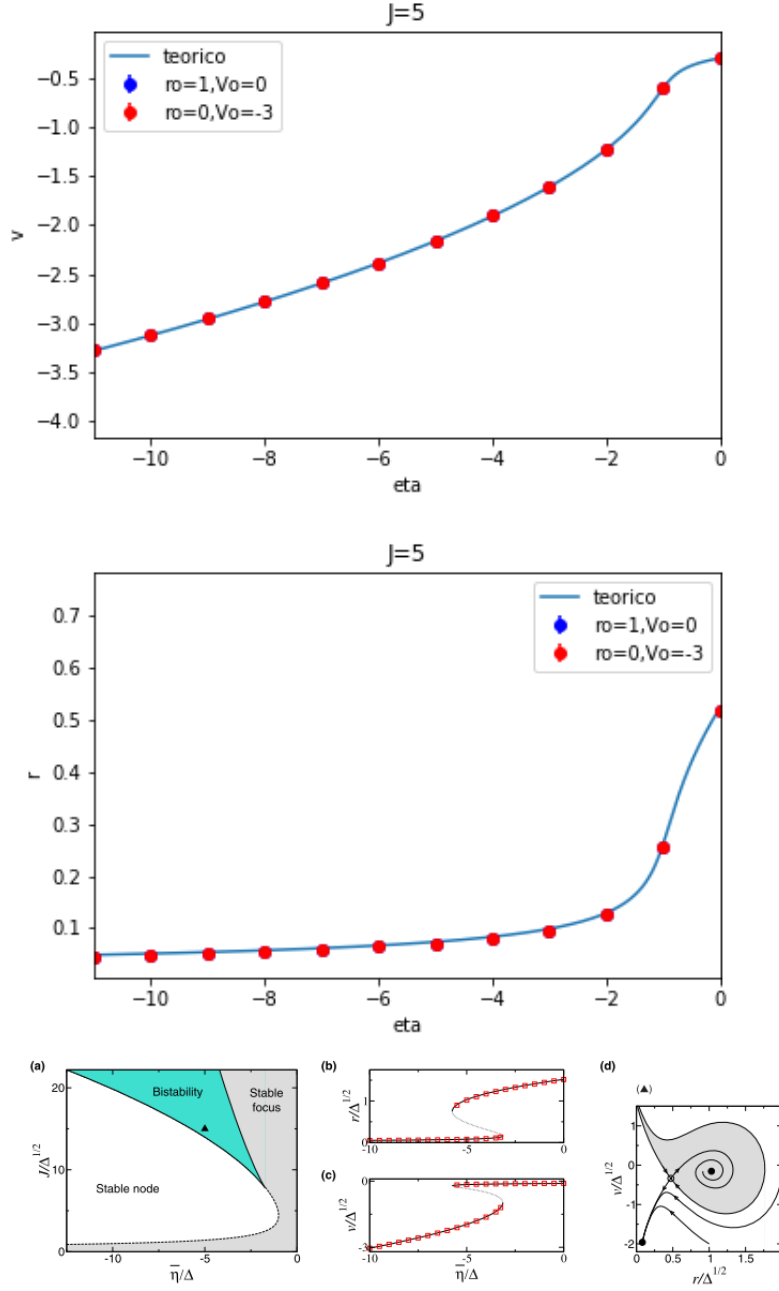 J=5
teorico
ro=1,Vo=0
ro=0,Vo=-3
−0.5
−1.0
−1.5
−2.0
−2.5
−3.0
−3.5
−4.0
v
−10
−8
−6
−4
−2
0
eta
J=5
teorico
ro=1,Vo=0
ro=0,Vo=-3
0.7
0.6
0.5
0.4
0.3
0.2
0.1
r
−10
−8
−6
−4
−2
0
eta
(a)
20
15
10
5
0
J/Δ^1/2
Bistability
Stable focus
Stable node
-10
-5
0
η̅/Δ
(b)
r/Δ^1/2
1
0
-10
-5
0
(c)
v/Δ^1/2
0
-3
-10
-5
0
η̅/Δ
(d)
(▲)
v/Δ^1/2
1
0
-1
-2
0
0.5
1
1.5
r/Δ^1/2